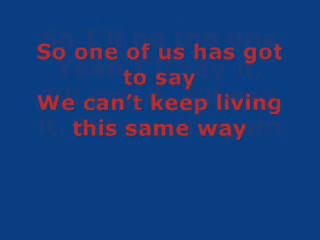 So one of us has got
to say
We can't keep living
this same way